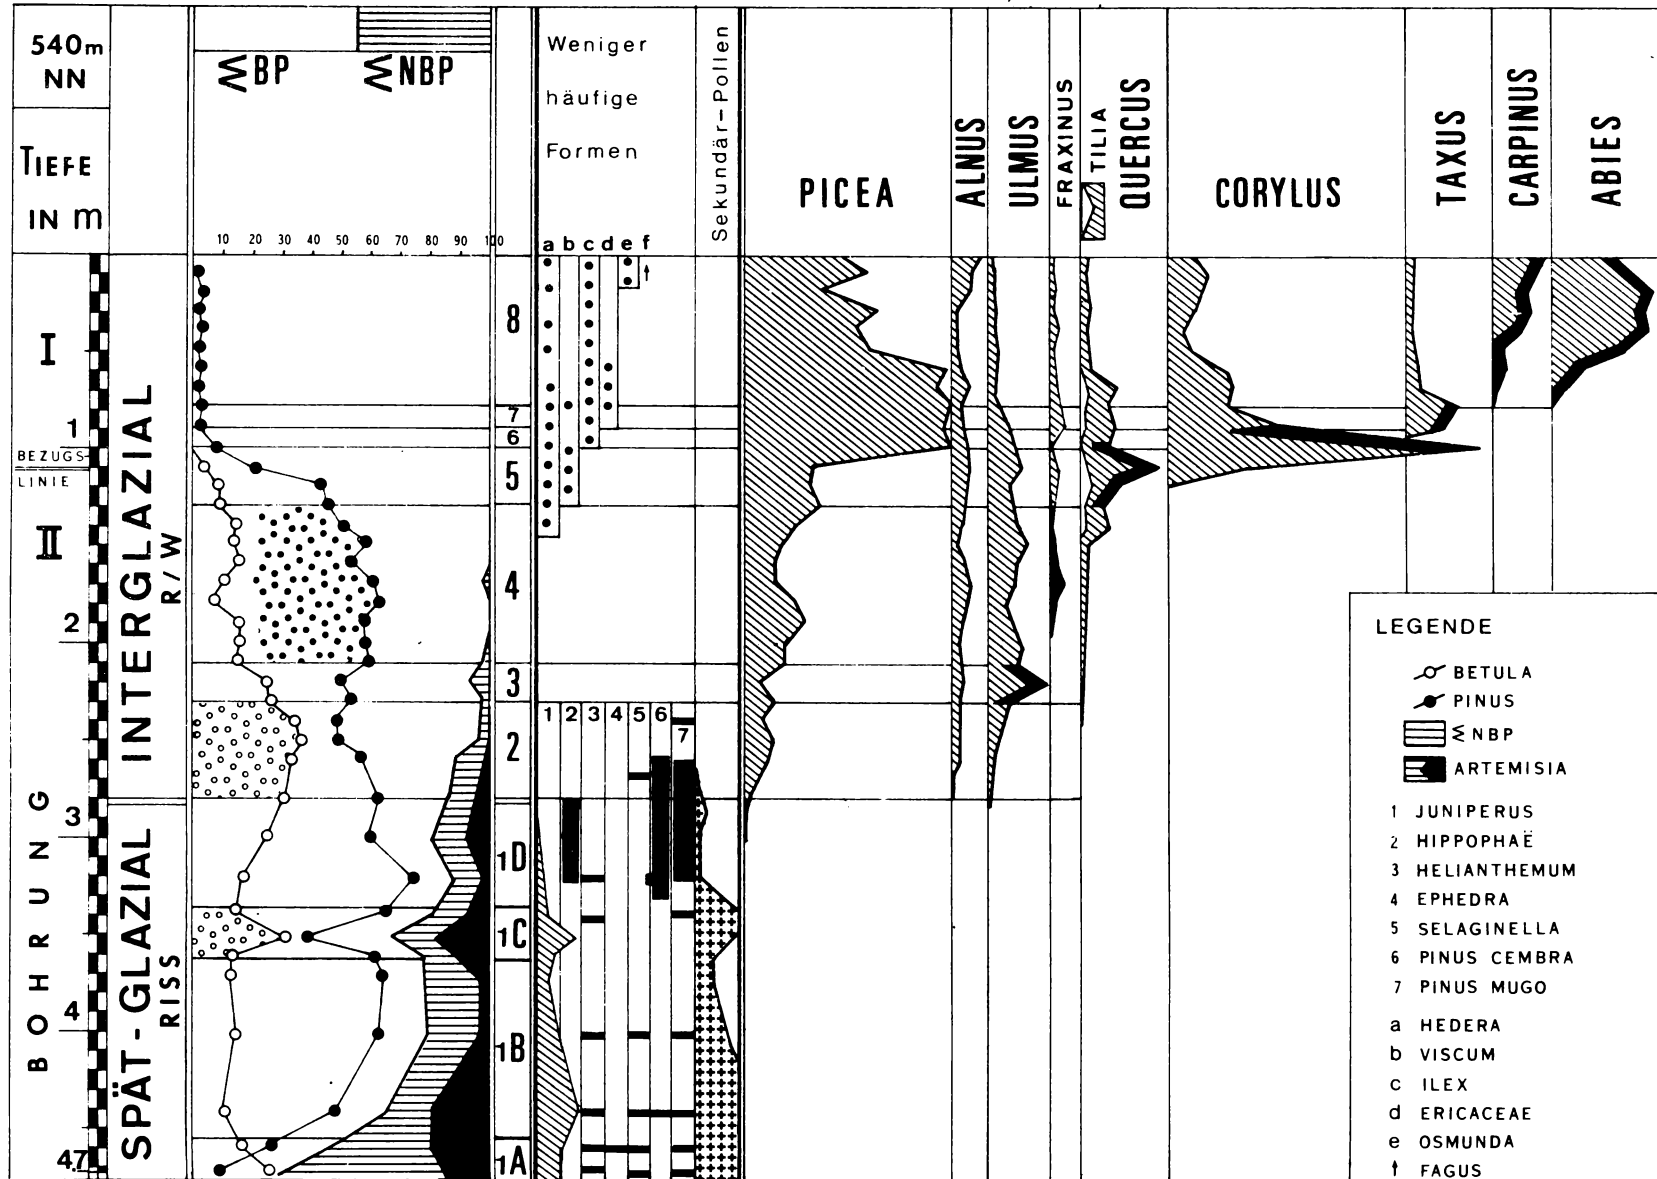 540m
NN
TIEFE
IN m
ΣBP
ΣNBP
10 20 30 40 50 60 70 80 90 100
Weniger
häufige
Formen
a b c d e f
Sekundär-Pollen
PICEA
ALNUS
ULMUS
FRAXINUS
TILIA
QUERCUS
CORYLUS
TAXUS
CARPINUS
ABIES
I
1
BEZUGS
LINIE
II
2
3
4
4.7
BOHRUNG
INTERGLAZIAL
R/W
SPÄT-GLAZIAL
RISS
8
7
6
5
4
3
2
1D
1C
1B
1A
1 2 3 4 5 6
7
LEGENDE
BETULA
PINUS
Σ NBP
ARTEMISIA
1 JUNIPERUS
2 HIPPOPHAË
3 HELIANTHEMUM
4 EPHEDRA
5 SELAGINELLA
6 PINUS CEMBRA
7 PINUS MUGO
a HEDERA
b VISCUM
c ILEX
d ERICACEAE
e OSMUNDA
↑ FAGUS